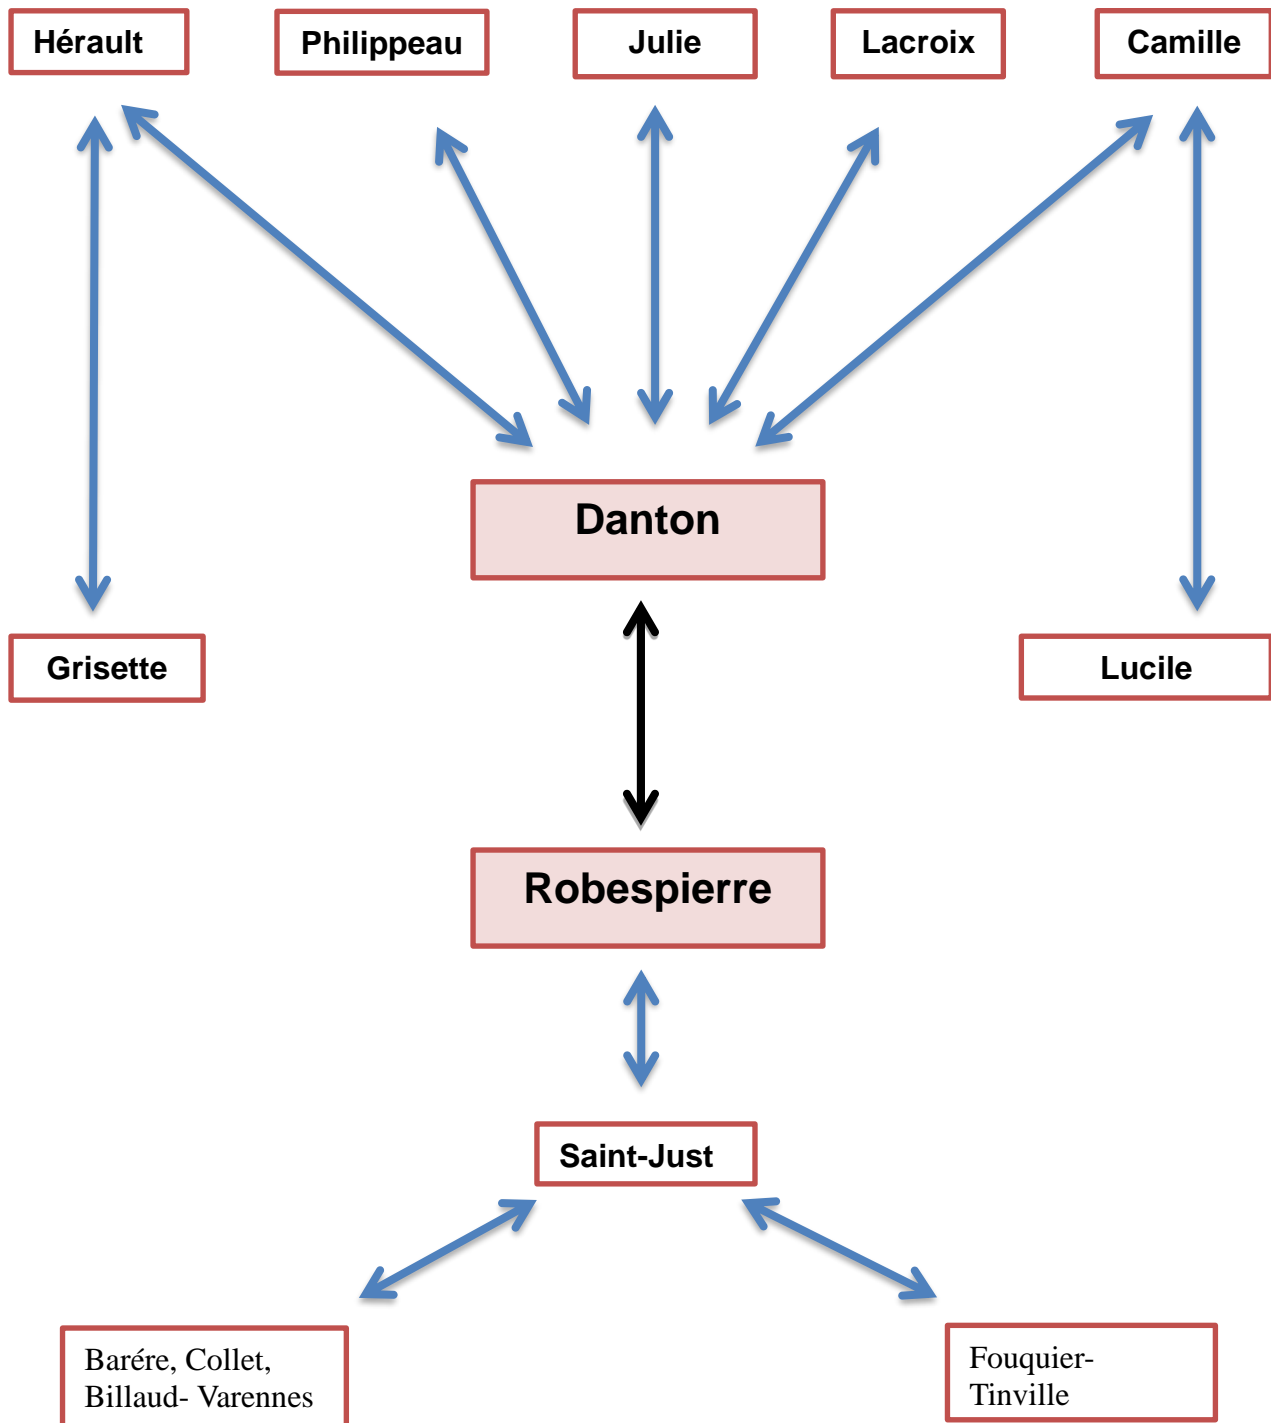 Hérault
Philippeau
Julie
Lacroix
Camille
Danton
Grisette
Lucile
Robespierre
Saint-Just
Barére, Collet,
Billaud- Varennes
Fouquier-
Tinville